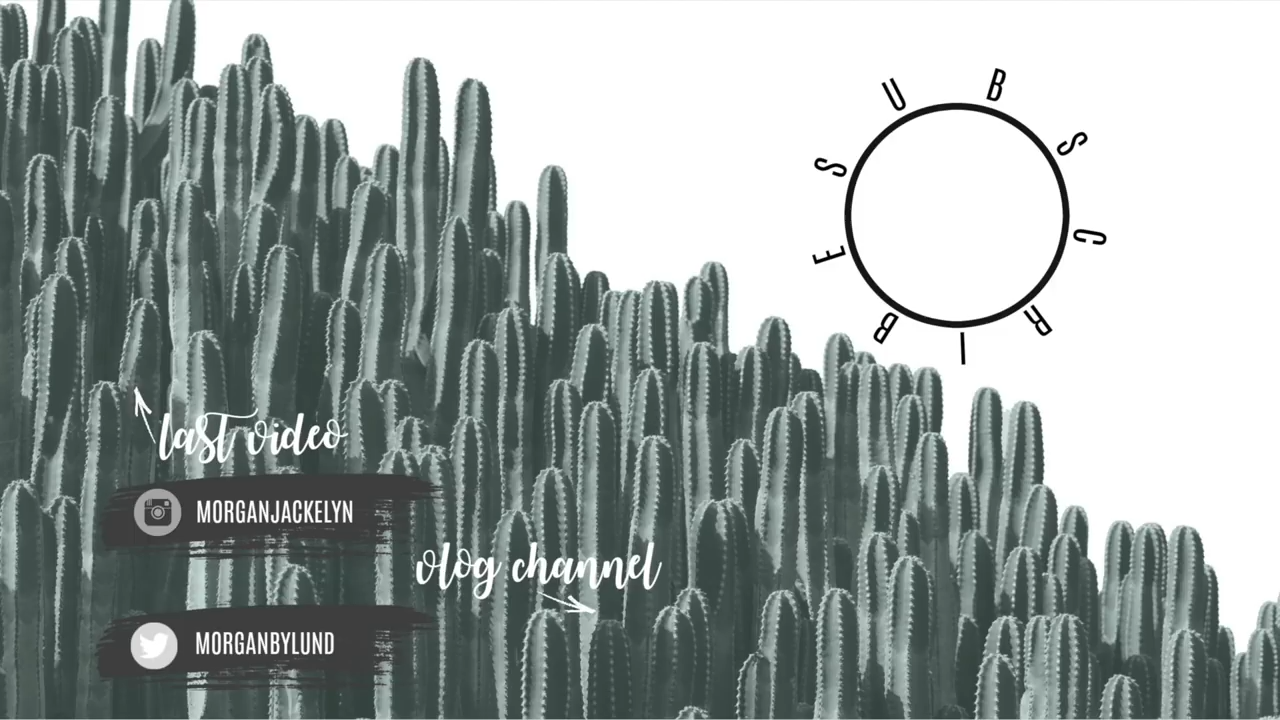 SUBSCRIBE
last video
MORGANJACKELYN
vlog channel
MORGANBYLUND